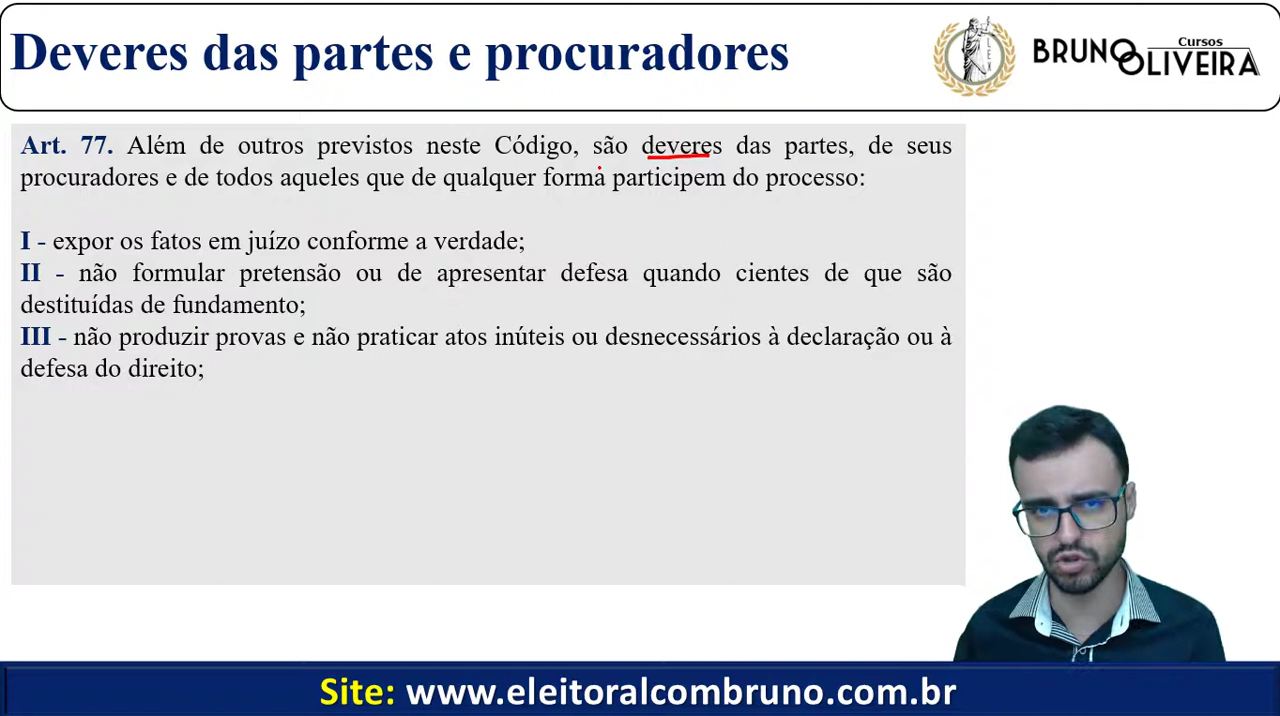 Deveres das partes e procuradores
Cursos
BRUNO
OLIVEIRA
LEX
Art. 77. Além de outros previstos neste Código, são deveres das partes, de seus
procuradores e de todos aqueles que de qualquer forma participem do processo:
I - expor os fatos em juízo conforme a verdade;
II - não formular pretensão ou de apresentar defesa quando cientes de que são
destituídas de fundamento;
III - não produzir provas e não praticar atos inúteis ou desnecessários à declaração ou à
defesa do direito;
Site: www.eleitoralcombruno.com.br